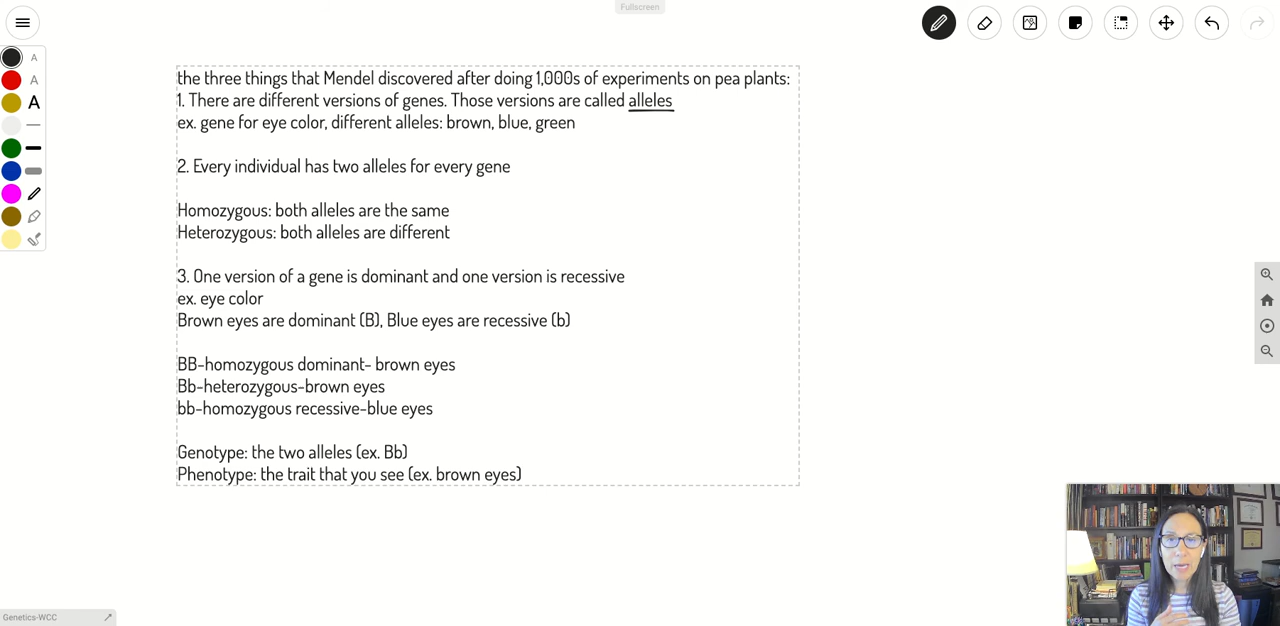 Fullscreen
A
A
A
the three things that Mendel discovered after doing 1,000s of experiments on pea plants:
1. There are different versions of genes. Those versions are called alleles
ex. gene for eye color, different alleles: brown, blue, green
2. Every individual has two alleles for every gene
Homozygous: both alleles are the same
Heterozygous: both alleles are different
3. One version of a gene is dominant and one version is recessive
ex. eye color
Brown eyes are dominant (B), Blue eyes are recessive (b)
BB-homozygous dominant- brown eyes
Bb-heterozygous-brown eyes
bb-homozygous recessive-blue eyes
Genotype: the two alleles (ex. Bb)
Phenotype: the trait that you see (ex. brown eyes)
Genetics-WCC